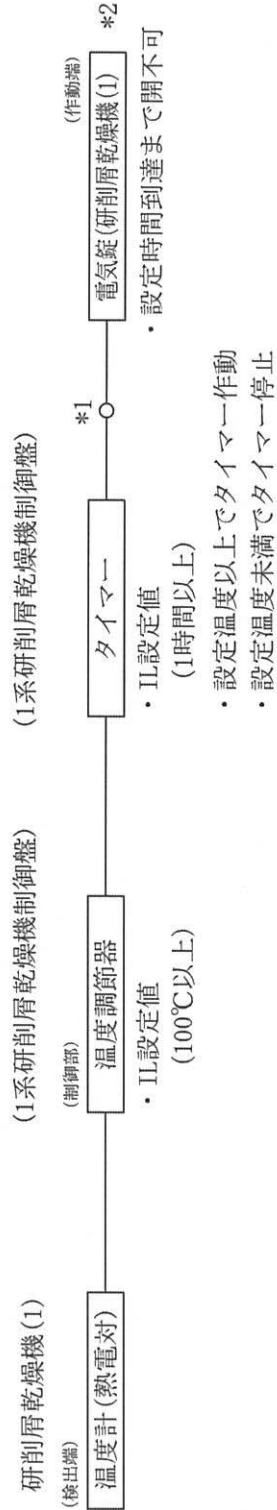 研削屑乾燥機(1)
(検出端)
温度計(熱電対)
(1系研削屑乾燥機制御盤)
(制御部)
温度調節器
・IL設定値
(100℃以上)
(1系研削屑乾燥機制御盤)
タイマー
・IL設定値
(1時間以上)
・設定温度以上でタイマー作動
・設定温度未満でタイマー停止
*1
(作動端)
電気錠(研削屑乾燥機(1)
*2
・設定時間到達まで開不可